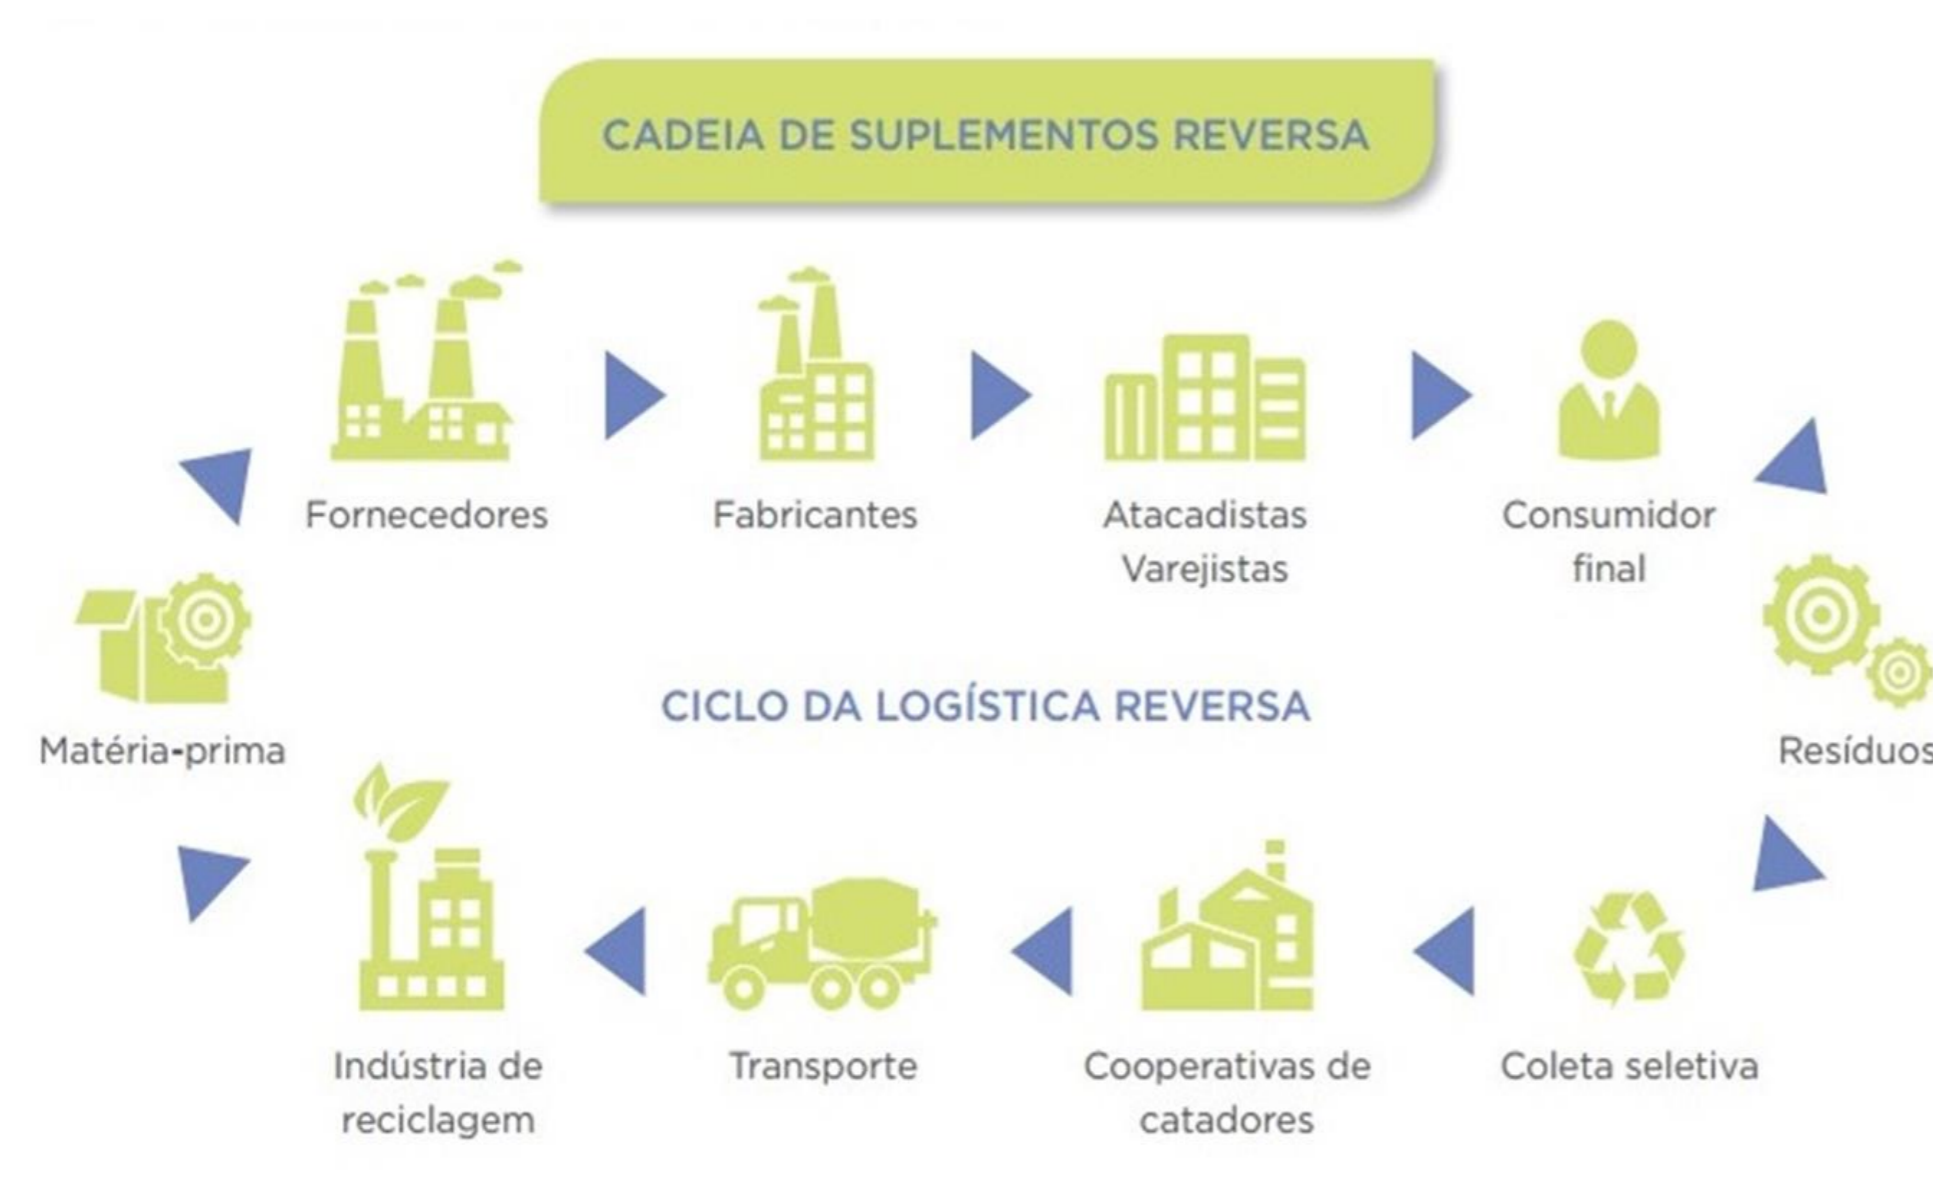 CADEIA DE SUPLEMENTOS REVERSA
Fornecedores
Fabricantes
Atacadistas
Varejistas
Consumidor
final
Matéria-prima
CICLO DA LOGÍSTICA REVERSA
Resíduos
Indústria de
reciclagem
Transporte
Cooperativas de
catadores
Coleta seletiva